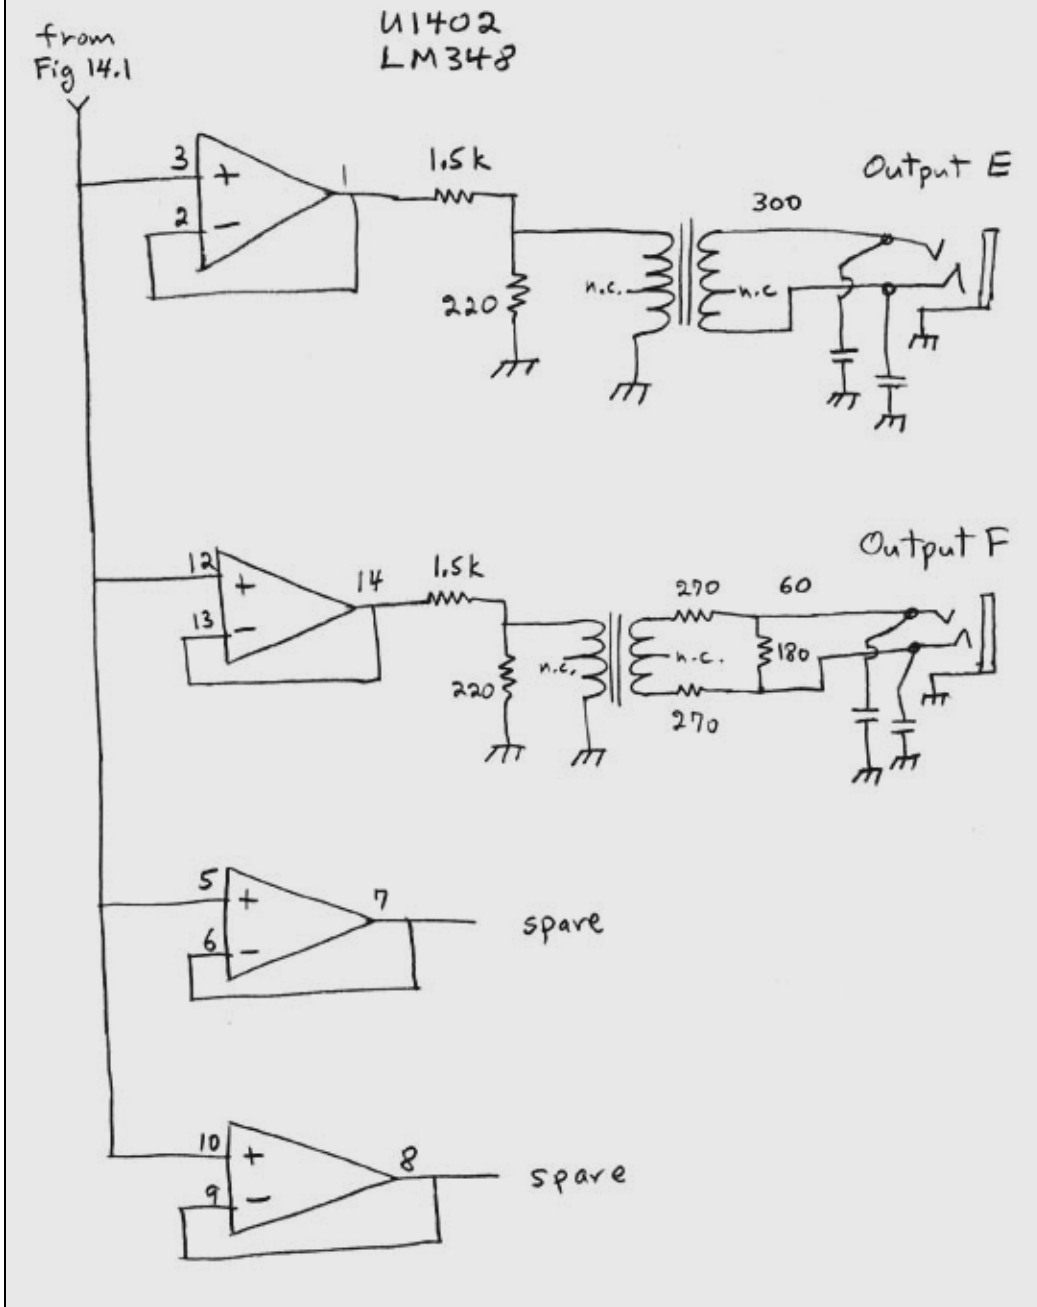 from
Fig 14.1
U1402
LM348
3
+
2
-
1
1.5k
220
n.c.
n.c
300
Output E
12
+
13
-
14
1.5k
220
n.c.
270
n.c.
270
60
180
Output F
5
+
6
-
7
spare
10
+
9
-
8
spare